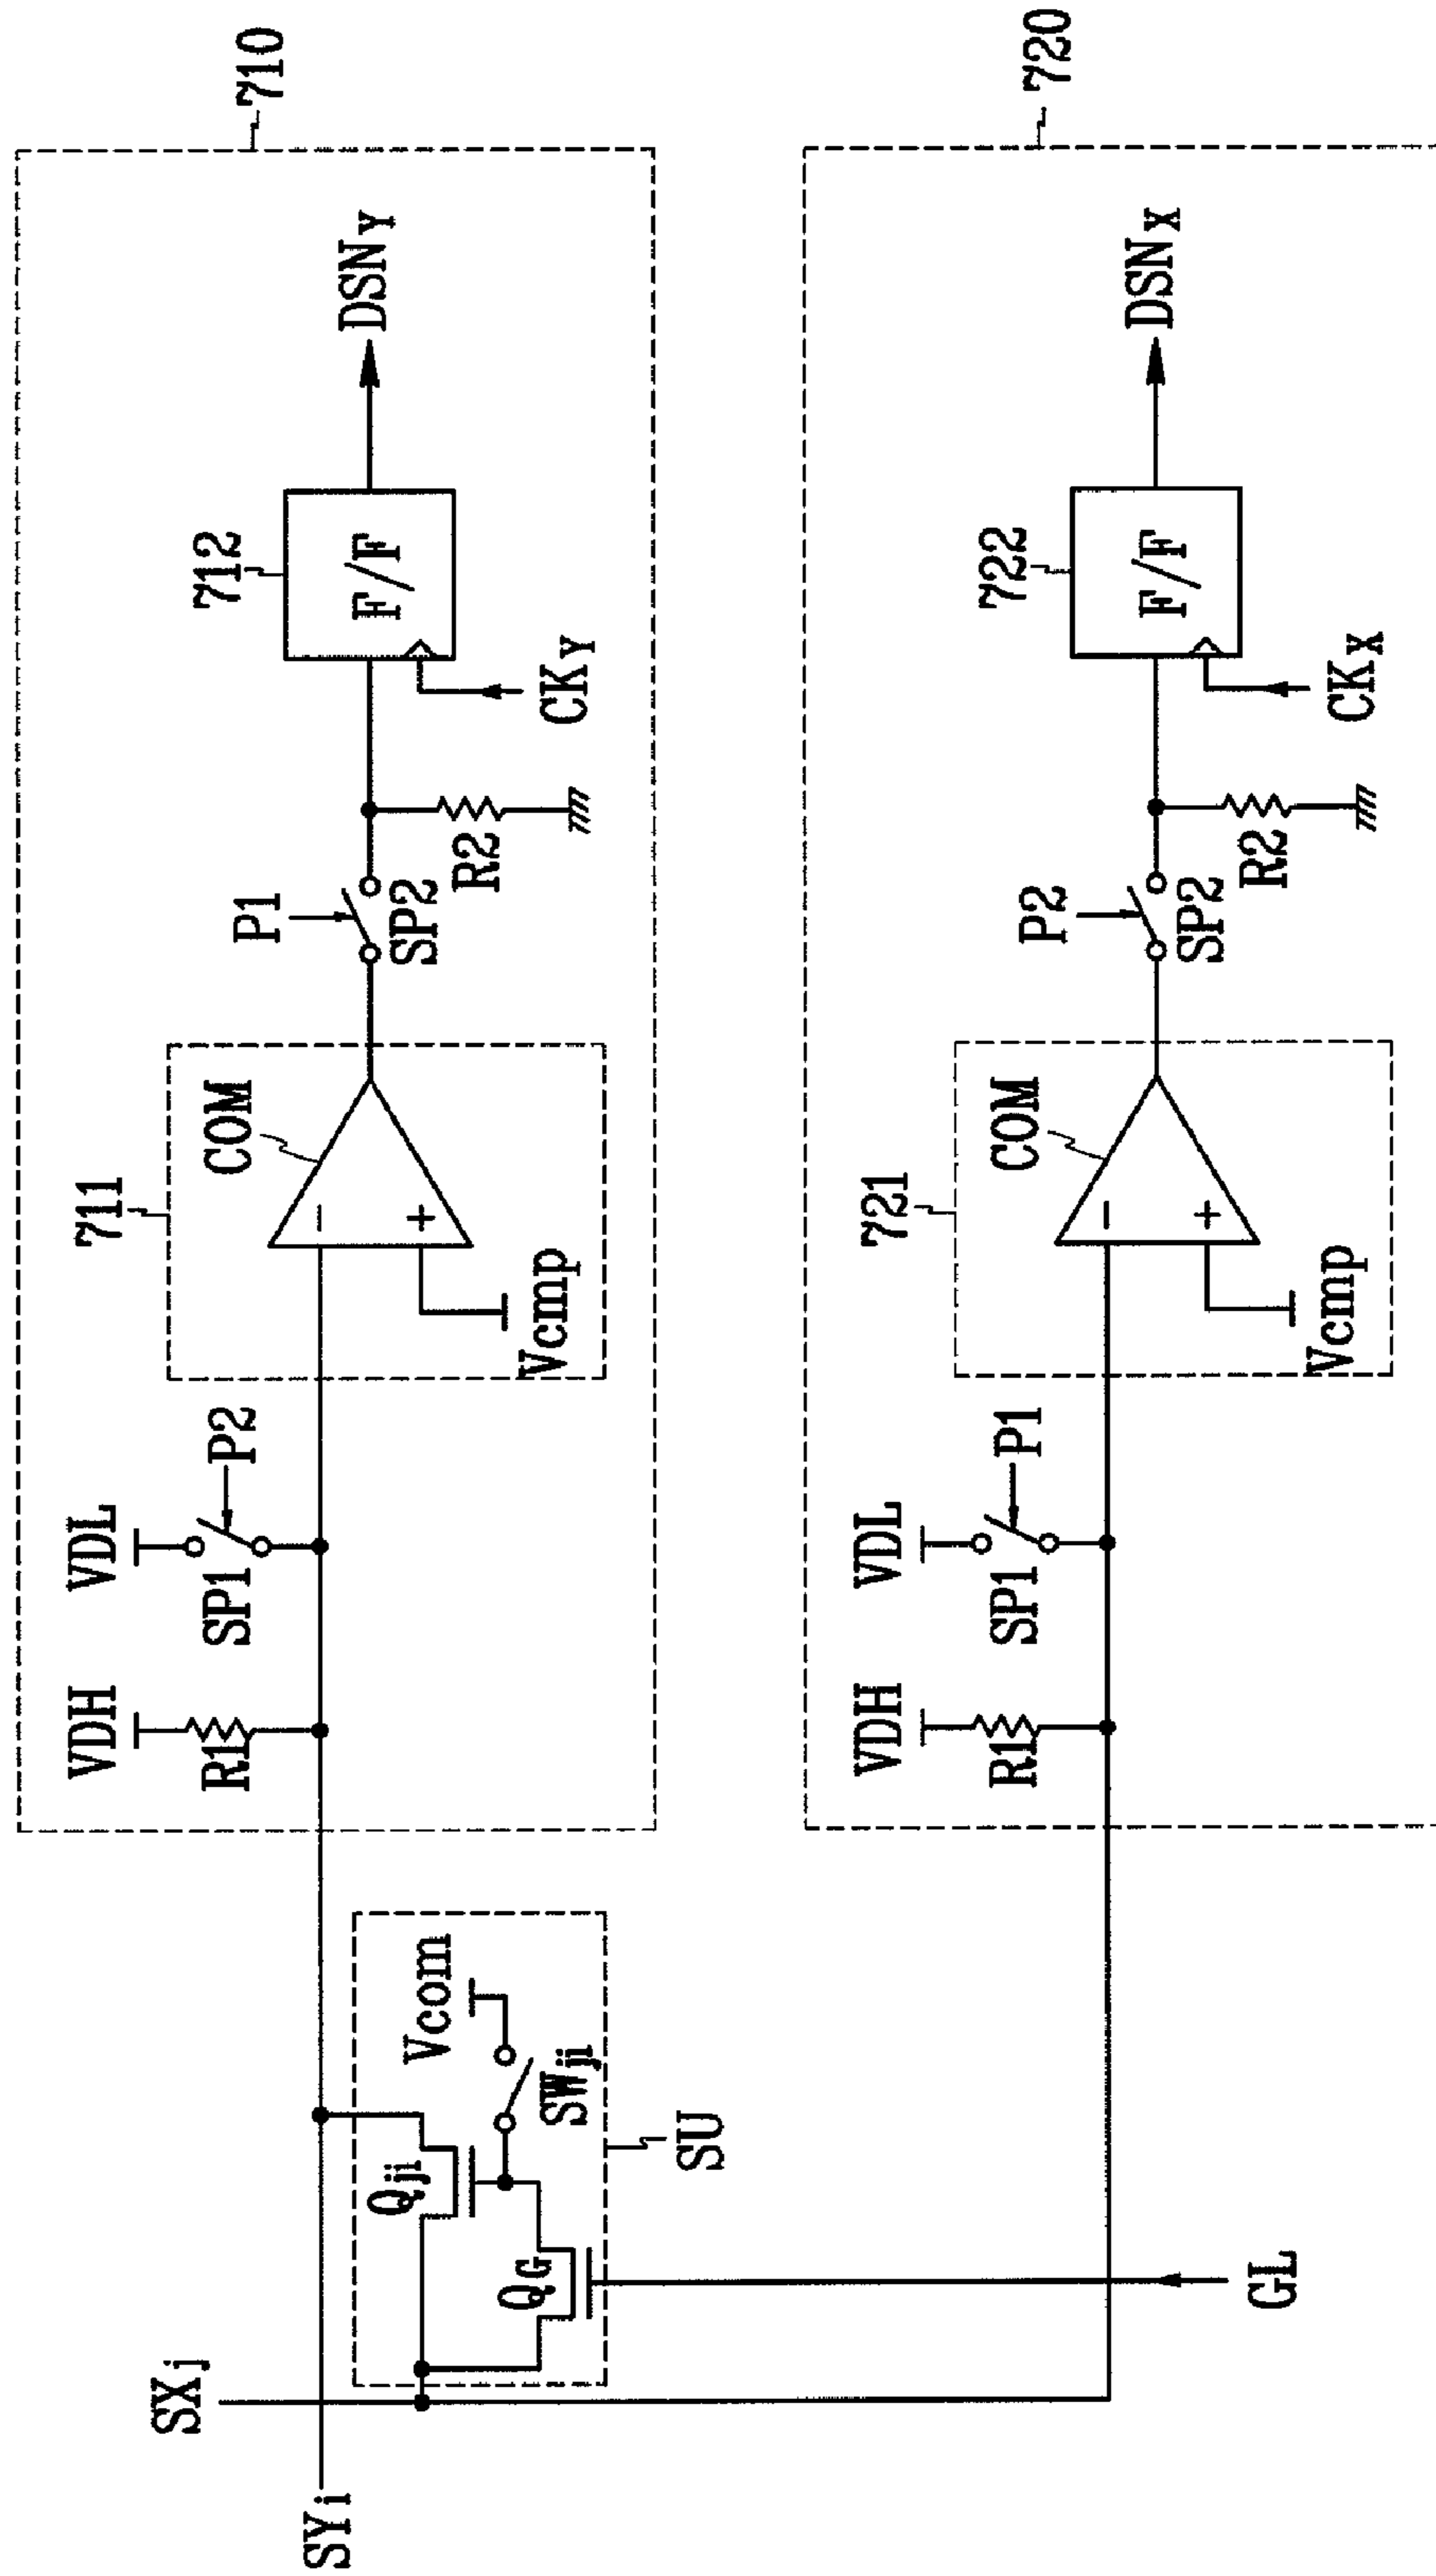 710
VDH
VDL
R1
SP1
P2
711
COM
-
+
Vcmp
P1
SP2
R2
712
F/F
CKY
DSNY
SXj
SYi
Qji
QG
Vcom
SWji
SU
GL
720
VDH
VDL
R1
SP1
P1
721
COM
-
+
Vcmp
P2
SP2
R2
722
F/F
CKX
DSNX